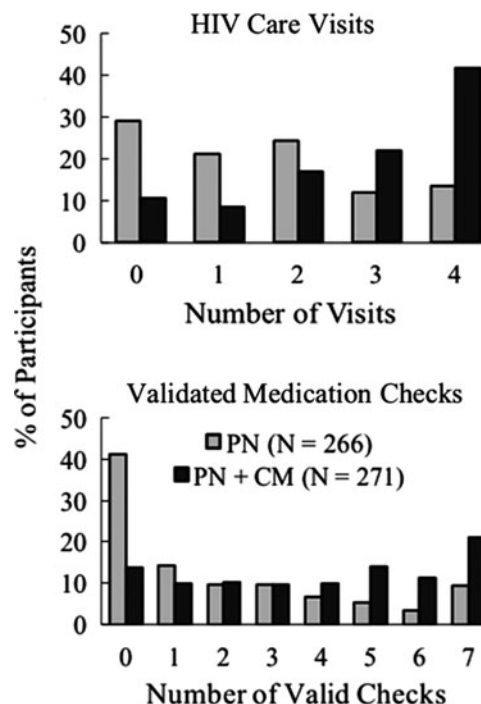 HIV Care Visits
50
40
30
20
10
0
0 1 2 3 4
Number of Visits
% of Participants
Validated Medication Checks
50
40
30
20
10
0
PN (N = 266)
PN + CM (N = 271)
0 1 2 3 4 5 6 7
Number of Valid Checks